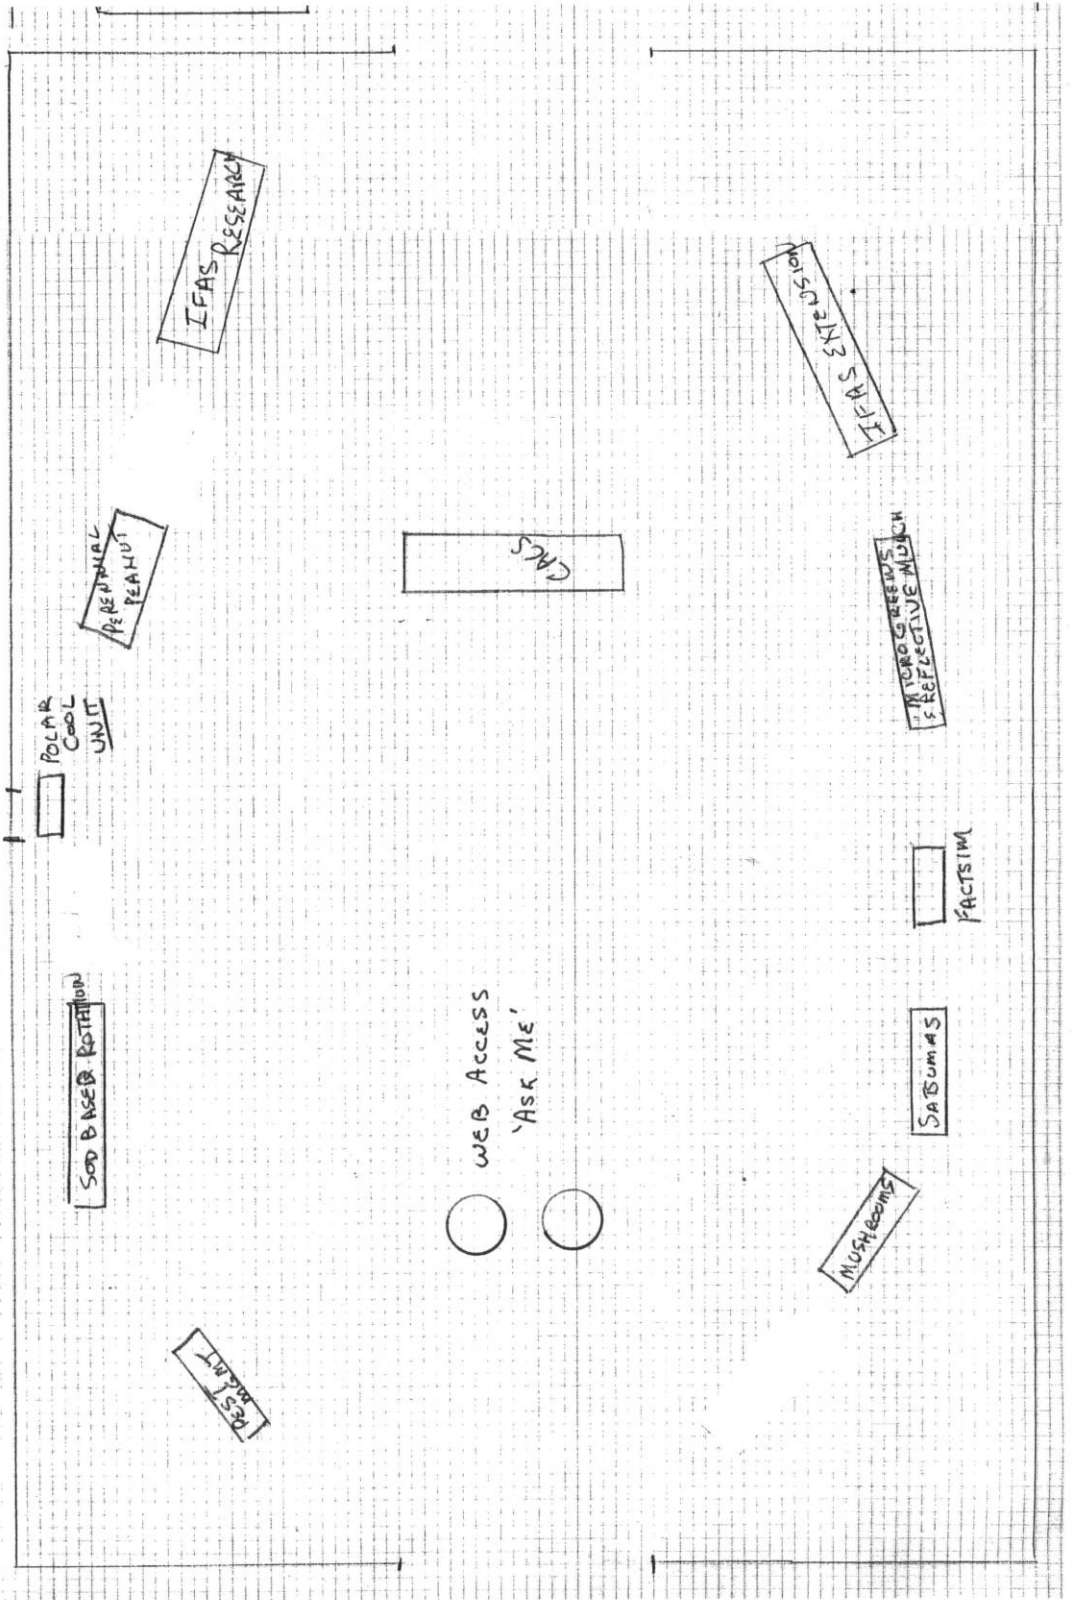 IFAS RESEARCH
IFAS EXTENSION
PERENNIAL
PEANUT
CALS
MICROGREENS
& REFLECTIVE MULCH
POLAR
COOL
UNIT
FACTSIM
SOD BASED ROTATION
WEB ACCESS
'ASK ME'
SATSUMAS
MUSHROOMS
PEST
MGMT